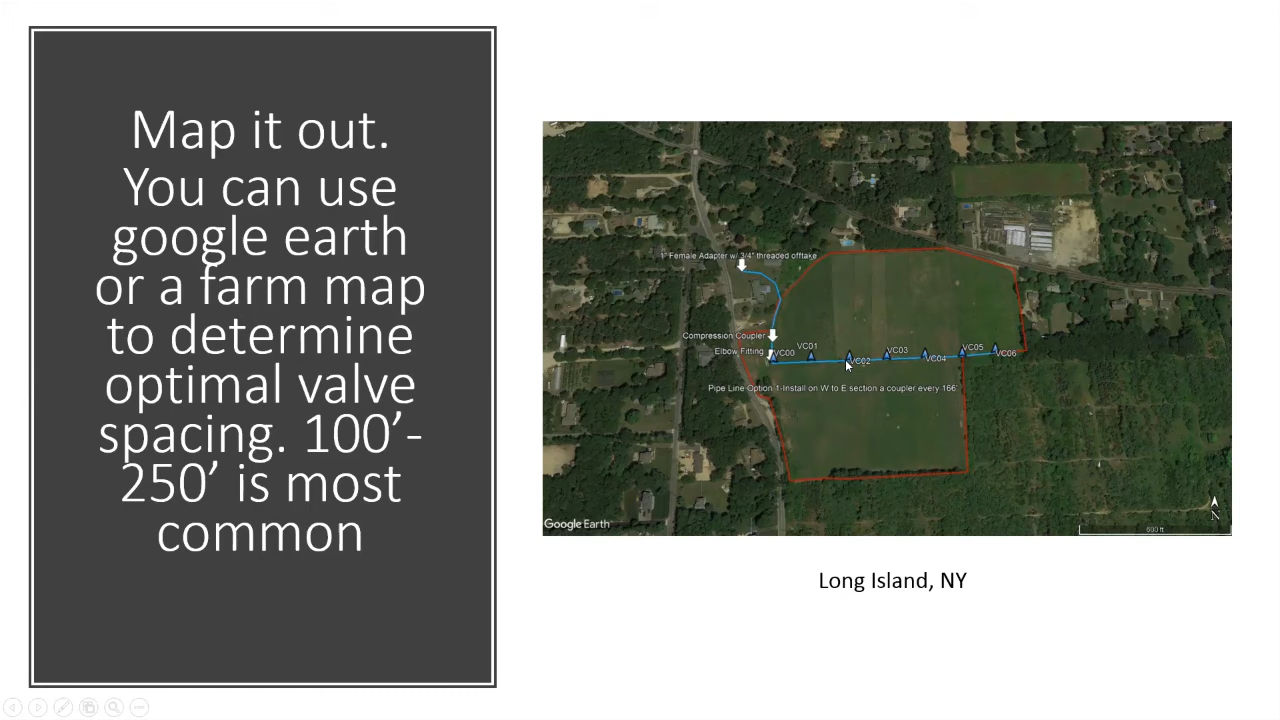 Map it out.
You can use
google earth
or a farm map
to determine
optimal valve
spacing. 100’-
250’ is most
common
1" Female Adapter w/ 3/4" threaded offtake
Compression Coupler
Elbow Fitting
VC00
VC01
VC02
VC03
VC04
VC05
VC06
Pipe Line Option 1-Install on W to E section a coupler every 166'
Google Earth
N
600 ft
Long Island, NY